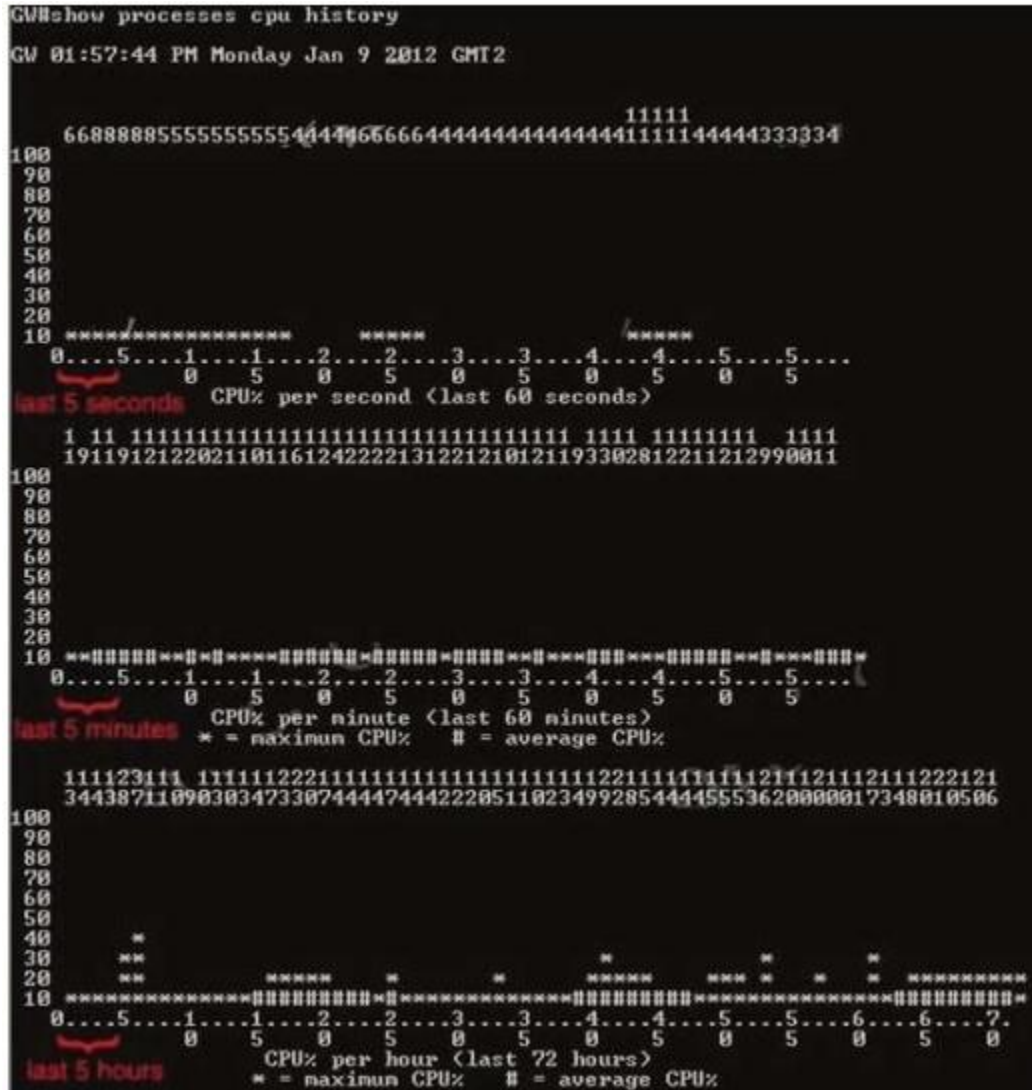 GW#show processes cpu history
GW 01:57:44 PM Monday Jan 9 2012 GMT2
11111
100
90
80
70
60
50
40
30
20
10 ***************** ***** *****
0....5....1....1....2....2....3....3....4....4....5....5....
0 5 0 5 0 5 0 5 0 5
last 5 seconds CPU% per second (last 60 seconds)
1 11 1111111111111111111111111111111111 1111 11111111 1111
1911912122021101161242222131221210121193302812211212990011
100
90
80
70
60
50
40
30
20
10
0....5....1....1....2....2....3....3....4....4....5....5....
0 5 0 5 0 5 0 5 0 5
last 5 minutes CPU% per minute (last 60 minutes)
* = maximum CPU% # = average CPU%
100
90
80
70
60
50
40
30
20
10
0....5....1....1....2....2....3....3....4....4....5....5....6....6....7.
0 5 0 5 0 5 0 5 0 5 0 5 0
last 5 hours CPU% per hour (last 72 hours)
* = maximum CPU% # = average CPU%